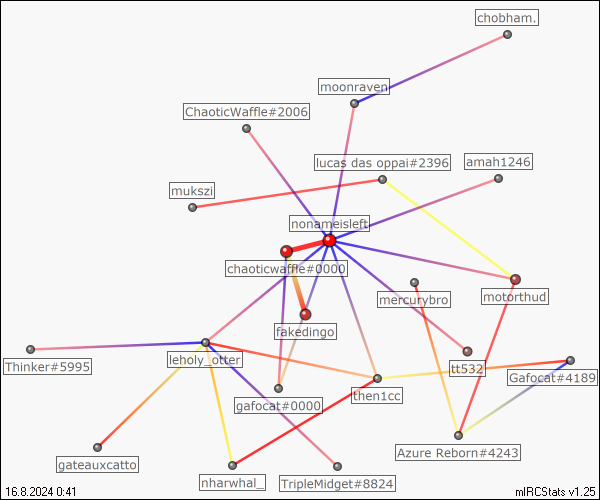 chobham.
moonraven
ChaoticWaffle#2006
lucas das oppai#2396
amah1246
mukszi
nonameisleft
chaoticwaffle#0000
mercurybro
motorthud
fakedingo
leholy_otter
Thinker#5995
tt532
Gafocat#4189
then1cc
gafocat#0000
Azure Reborn#4243
gateauxcatto
nharwhal_
TripleMidget#8824
16.8.2024 0:41
mIRCStats v1.25